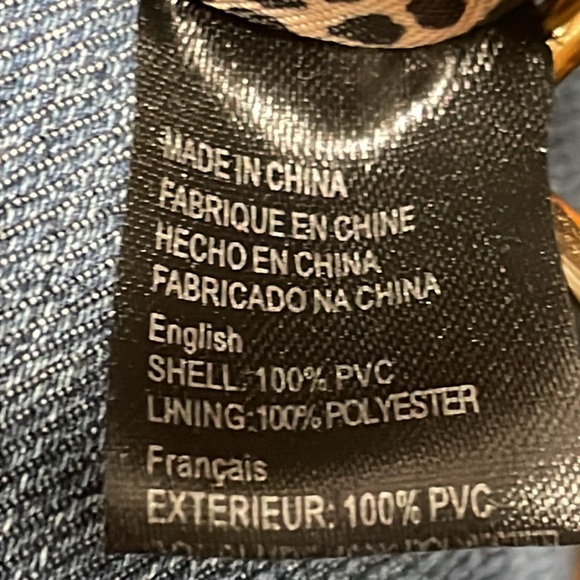 MADE IN CHINA
FABRIQUE EN CHINE
HECHO EN CHINA
FABRICADO NA CHINA
English
SHELL: 100% PVC
LINING:100% POLYESTER
Français
EXTERIEUR: 100% PVC